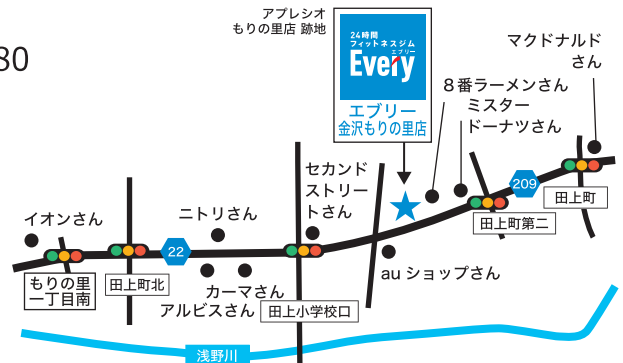 アプレシオ
もりの里店 跡地
80
24時間
フィットネスジム
エブリー
Every
エブリー
金沢もりの里店
マクドナルド
さん
8番ラーメンさん
ミスター
ドーナツさん
セカンド
ストリー
トさん
ニトリさん
イオンさん
209
田上町
田上町第二
22
auショップさん
もりの里
一丁目南
田上町北
カーマさん
アルビスさん
田上小学校口
浅野川